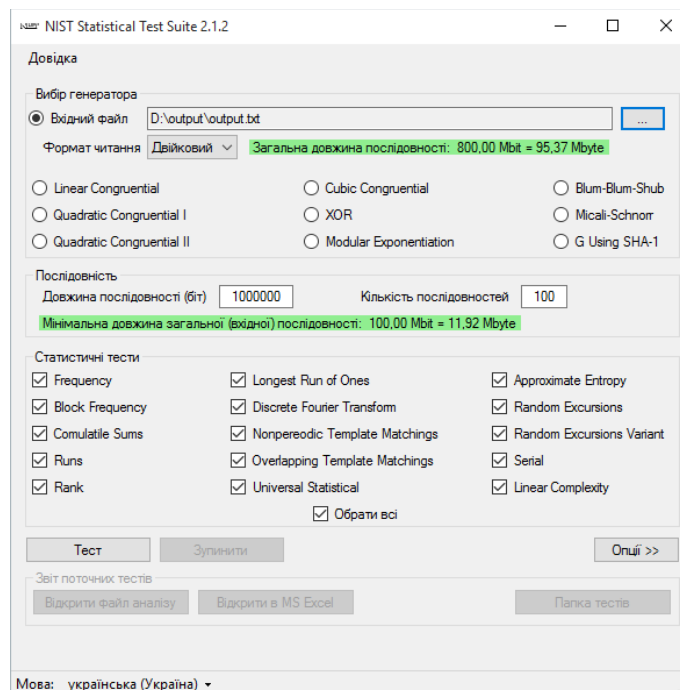 NIST Statistical Test Suite 2.1.2
Довідка
Вибір генератора
Вхідний файл D:\output\output.txt ...
Формат читання Двійковий Загальна довжина послідовності: 800,00 Mbit = 95,37 Mbyte
Linear Congruential Cubic Congruential Blum-Blum-Shub
Quadratic Congruential I XOR Micali-Schnorr
Quadratic Congruential II Modular Exponentiation G Using SHA-1
Послідовність
Довжина послідовності (біт) 1000000 Кількість послідовностей 100
Мінімальна довжина загальної (вхідної) послідовності: 100,00 Mbit = 11,92 Mbyte
Статистичні тести
Frequency Longest Run of Ones Approximate Entropy
Block Frequency Discrete Fourier Transform Random Excursions
Comulatile Sums Nonpereodic Template Matchings Random Excursions Variant
Runs Overlapping Template Matchings Serial
Rank Universal Statistical Linear Complexity
Обрати всі
Тест Зупинити Опції >>
Звіт поточних тестів
Відкрити файл аналізу Відкрити в MS Excel Папка тестів
Мова: українська (Україна)